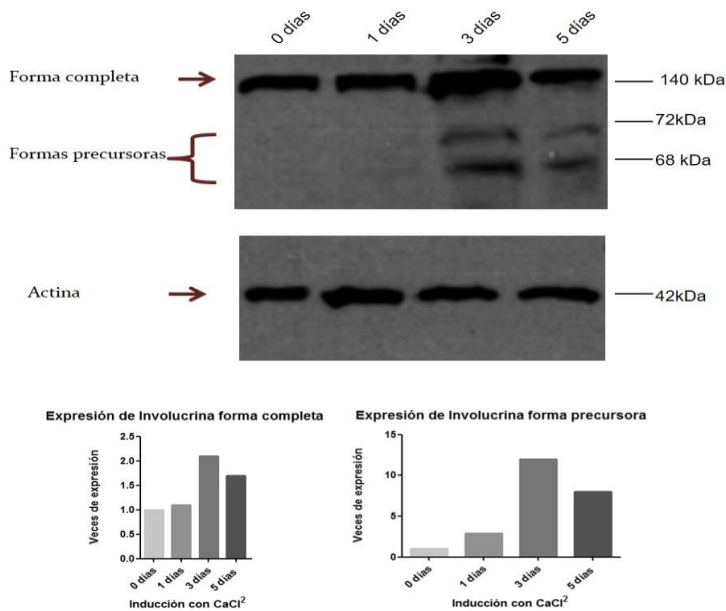 0 días 1 días 3 días 5 días
Forma completa
140 kDa
72kDa
Formas precursoras
68 kDa
Actina
42kDa
Expresión de Involucrina forma completa
Veces de expresión
2.5
2.0
1.5
1.0
0.5
0.0
0 días 1 días 3 días 5 días
Inducción con CaCl²
Expresión de Involucrina forma precursora
Veces de expresión
15
10
5
0
0 días 1 días 3 días 5 días
Inducción con CaCl²